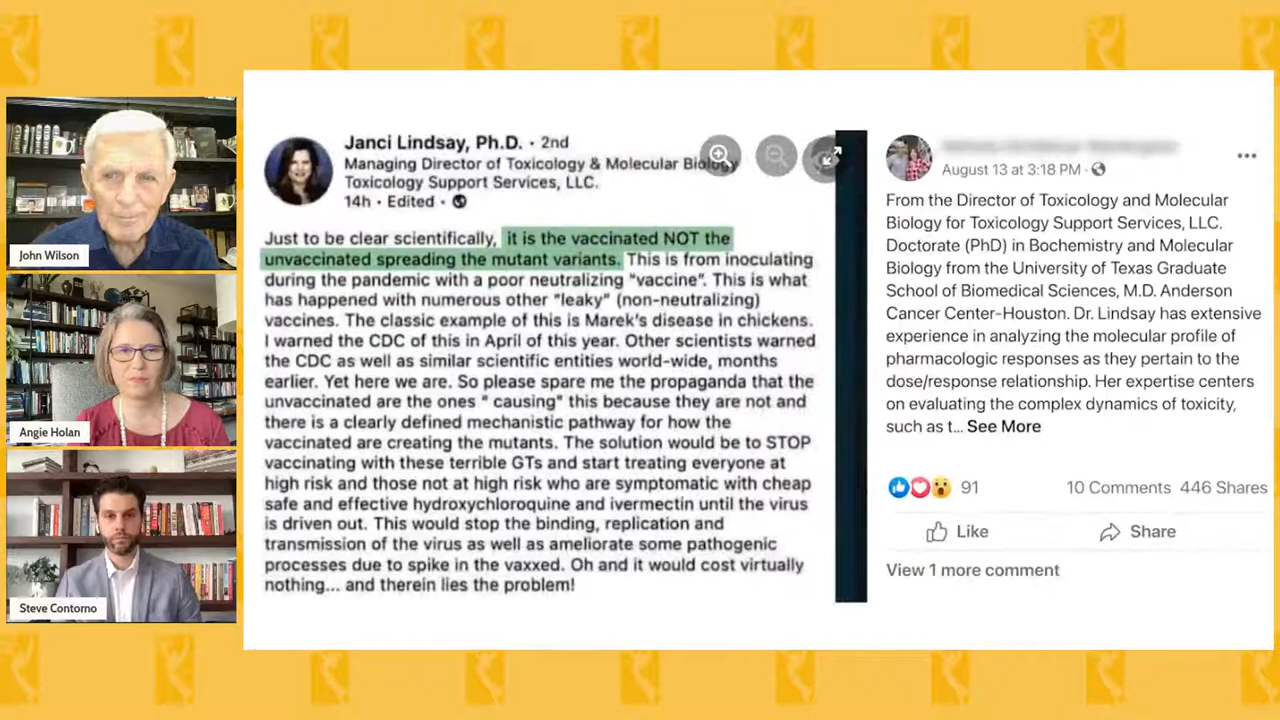 John Wilson
Angie Holan
Steve Contorno
Janci Lindsay, Ph.D. · 2nd
Managing Director of Toxicology & Molecular Biology
Toxicology Support Services, LLC.
14h · Edited ·
Just to be clear scientifically, it is the vaccinated NOT the
unvaccinated spreading the mutant variants. This is from inoculating
during the pandemic with a poor neutralizing "vaccine". This is what
has happened with numerous other "leaky" (non-neutralizing)
vaccines. The classic example of this is Marek's disease in chickens.
I warned the CDC of this in April of this year. Other scientists warned
the CDC as well as similar scientific entities world-wide, months
earlier. Yet here we are. So please spare me the propaganda that the
unvaccinated are the ones " causing" this because they are not and
there is a clearly defined mechanistic pathway for how the
vaccinated are creating the mutants. The solution would be to STOP
vaccinating with these terrible GTs and start treating everyone at
high risk and those not at high risk who are symptomatic with cheap
safe and effective hydroxychloroquine and ivermectin until the virus
is driven out. This would stop the binding, replication and
transmission of the virus as well as ameliorate some pathogenic
processes due to spike in the vaxxed. Oh and it would cost virtually
nothing... and therein lies the problem!
August 13 at 3:18 PM ·
From the Director of Toxicology and Molecular
Biology for Toxicology Support Services, LLC.
Doctorate (PhD) in Biochemistry and Molecular
Biology from the University of Texas Graduate
School of Biomedical Sciences, M.D. Anderson
Cancer Center-Houston. Dr. Lindsay has extensive
experience in analyzing the molecular profile of
pharmacologic responses as they pertain to the
dose/response relationship. Her expertise centers
on evaluating the complex dynamics of toxicity,
such as t... See More
91 10 Comments 446 Shares
Like Share
View 1 more comment